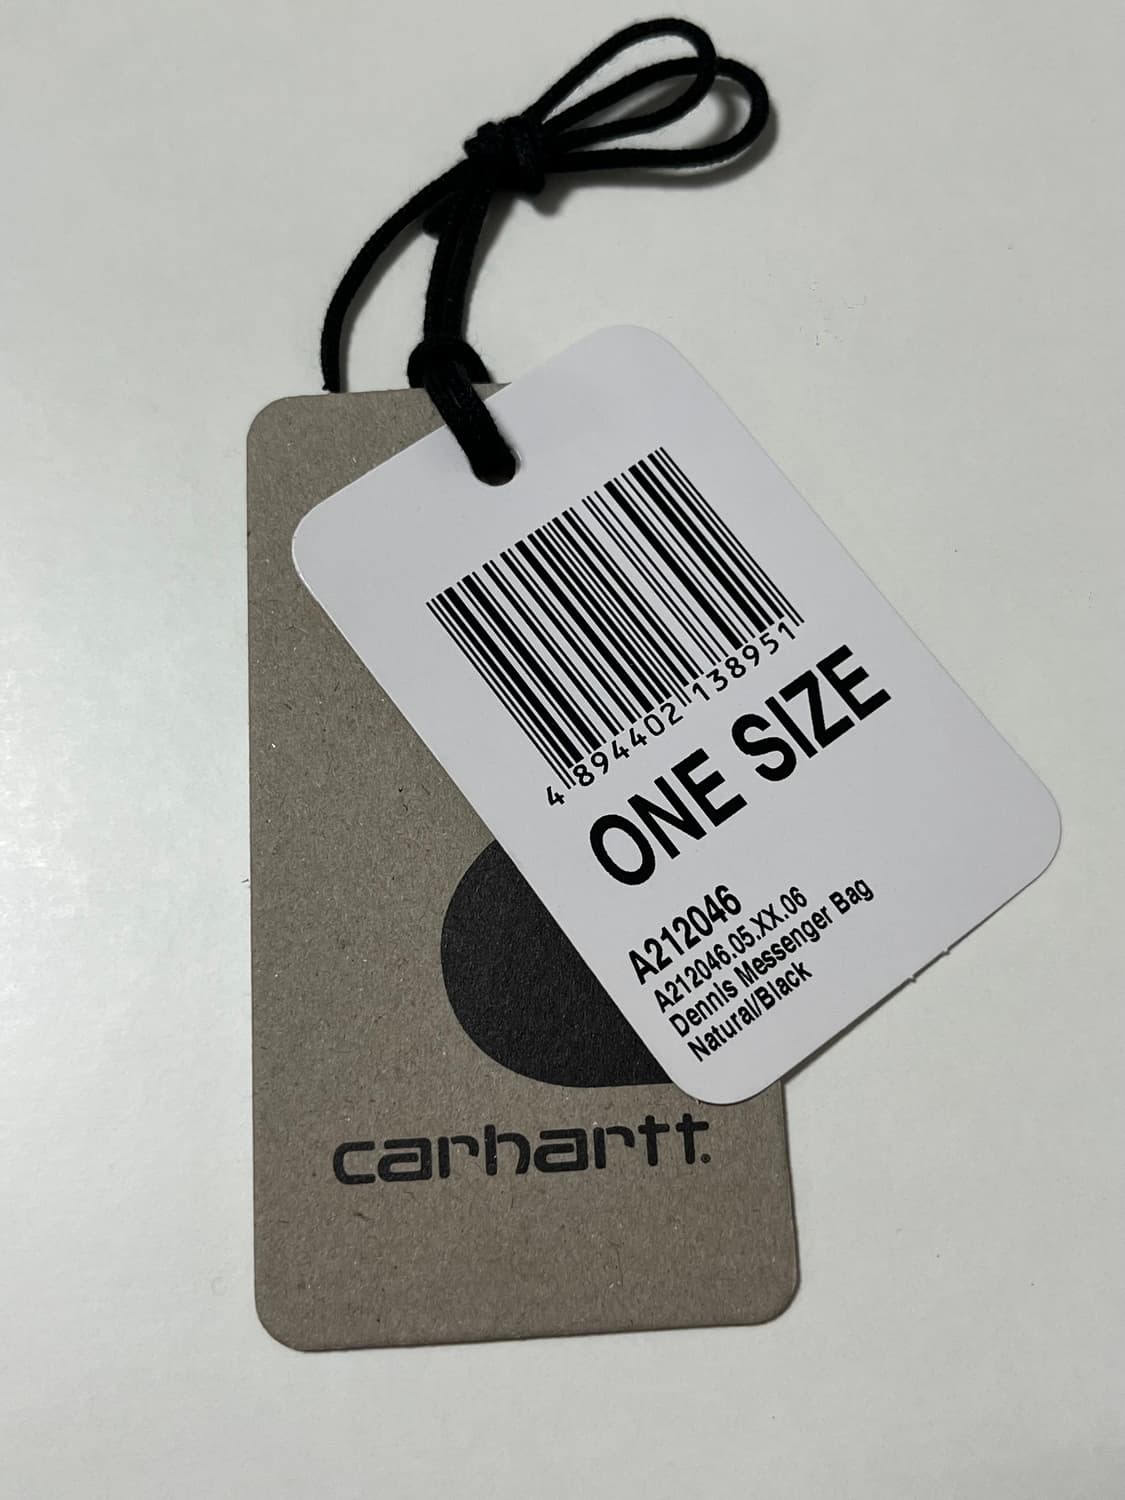 4 894402 138951
ONE SIZE
A212046
A212046.05.XX.06
Dennis Messenger Bag
Natural/Black
carhartt.